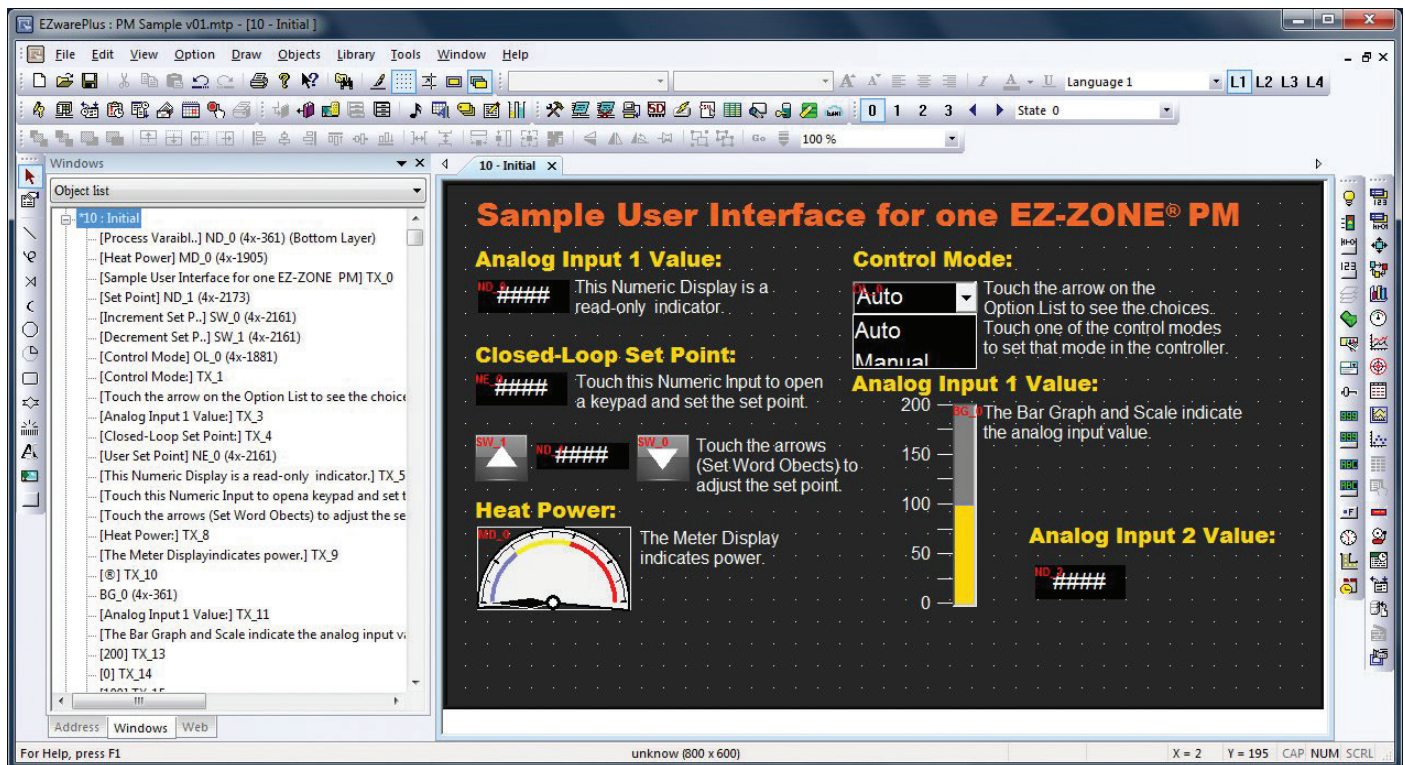 EZwarePlus : PM Sample v01.mtp - [10 - Initial ]
File Edit View Option Draw Objects Library Tools Window Help
Language 1 L1 L2 L3 L4
0 1 2 3 State 0
Go 100 %
Windows
10 - Initial
Object list
*10 : Initial
[Process Varaibl..] ND_0 (4x-361) (Bottom Layer)
[Heat Power] MD_0 (4x-1905)
[Sample User Interface for one EZ-ZONE PM] TX_0
[Set Point] ND_1 (4x-2173)
[Increment Set P..] SW_0 (4x-2161)
[Decrement Set P..] SW_1 (4x-2161)
[Control Mode] OL_0 (4x-1881)
[Control Mode:] TX_1
[Touch the arrow on the Option List to see the choice
[Analog Input 1 Value:] TX_3
[Closed-Loop Set Point:] TX_4
[User Set Point] NE_0 (4x-2161)
[This Numeric Display is a read-only indicator.] TX_5
[Touch this Numeric Input to opena keypad and set t
[Touch the arrows (Set Word Obects) to adjust the se
[Heat Power:] TX_8
[The Meter Displayindicates power.] TX_9
[®] TX_10
BG_0 (4x-361)
[Analog Input 1 Value:] TX_11
[The Bar Graph and Scale indicate the analog input va
[200] TX_13
[0] TX_14
Address Windows Web
Sample User Interface for one EZ-ZONE® PM
Analog Input 1 Value:
ND_0
####
This Numeric Display is a
read-only indicator.
Closed-Loop Set Point:
NE_0
####
Touch this Numeric Input to open
a keypad and set the set point.
SW_1
####
SW_0
Touch the arrows
(Set Word Obects) to
adjust the set point.
Heat Power:
MD_0
The Meter Display
indicates power.
Control Mode:
OL_0
Auto
Auto
Manual
Touch the arrow on the
Option List to see the choices.
Touch one of the control modes
to set that mode in the controller.
Analog Input 1 Value:
200
150
100
50
0
BG_0
The Bar Graph and Scale indicate
the analog input value.
Analog Input 2 Value:
ND_2
####
For Help, press F1
unknow (800 x 600)
X = 2 Y = 195 CAP NUM SCRL